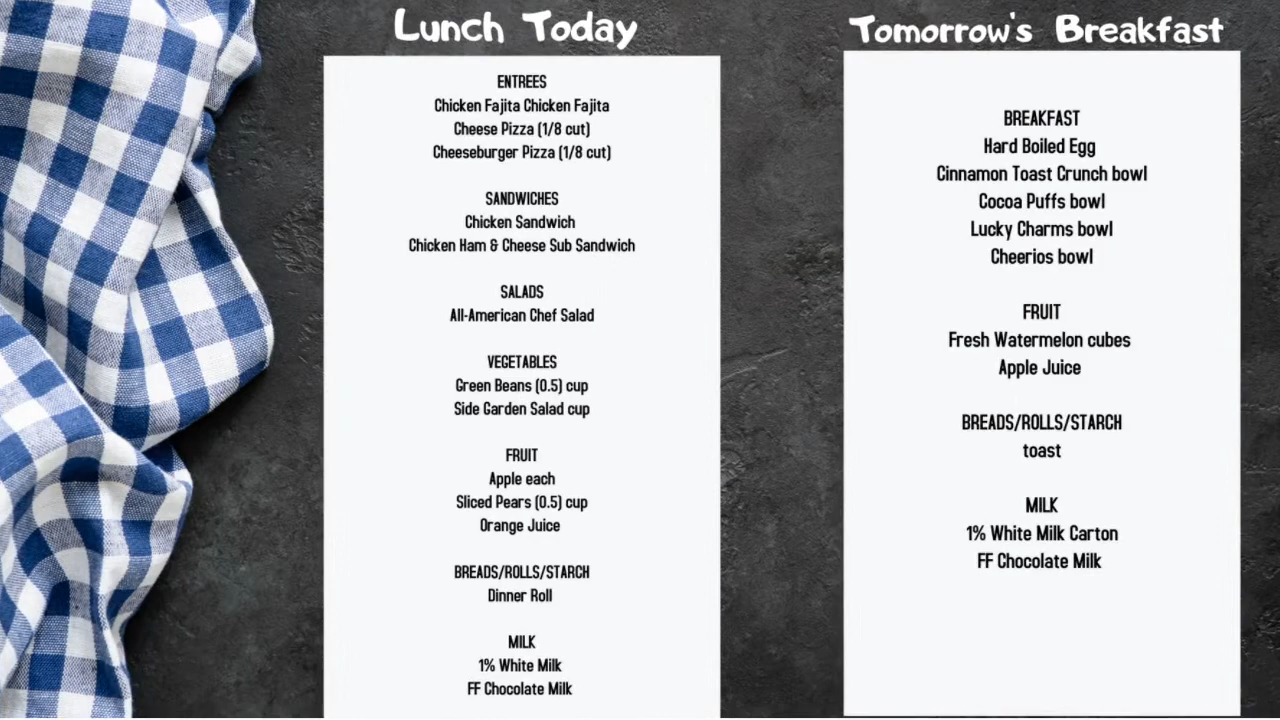 Lunch Today
ENTREES
Chicken Fajita Chicken Fajita
Cheese Pizza (1/8 cut)
Cheeseburger Pizza (1/8 cut)
SANDWICHES
Chicken Sandwich
Chicken Ham & Cheese Sub Sandwich
SALADS
All-American Chef Salad
VEGETABLES
Green Beans (0.5) cup
Side Garden Salad cup
FRUIT
Apple each
Sliced Pears (0.5) cup
Orange Juice
BREADS/ROLLS/STARCH
Dinner Roll
MILK
1% White Milk
FF Chocolate Milk
Tomorrow's Breakfast
BREAKFAST
Hard Boiled Egg
Cinnamon Toast Crunch bowl
Cocoa Puffs bowl
Lucky Charms bowl
Cheerios bowl
FRUIT
Fresh Watermelon cubes
Apple Juice
BREADS/ROLLS/STARCH
toast
MILK
1% White Milk Carton
FF Chocolate Milk